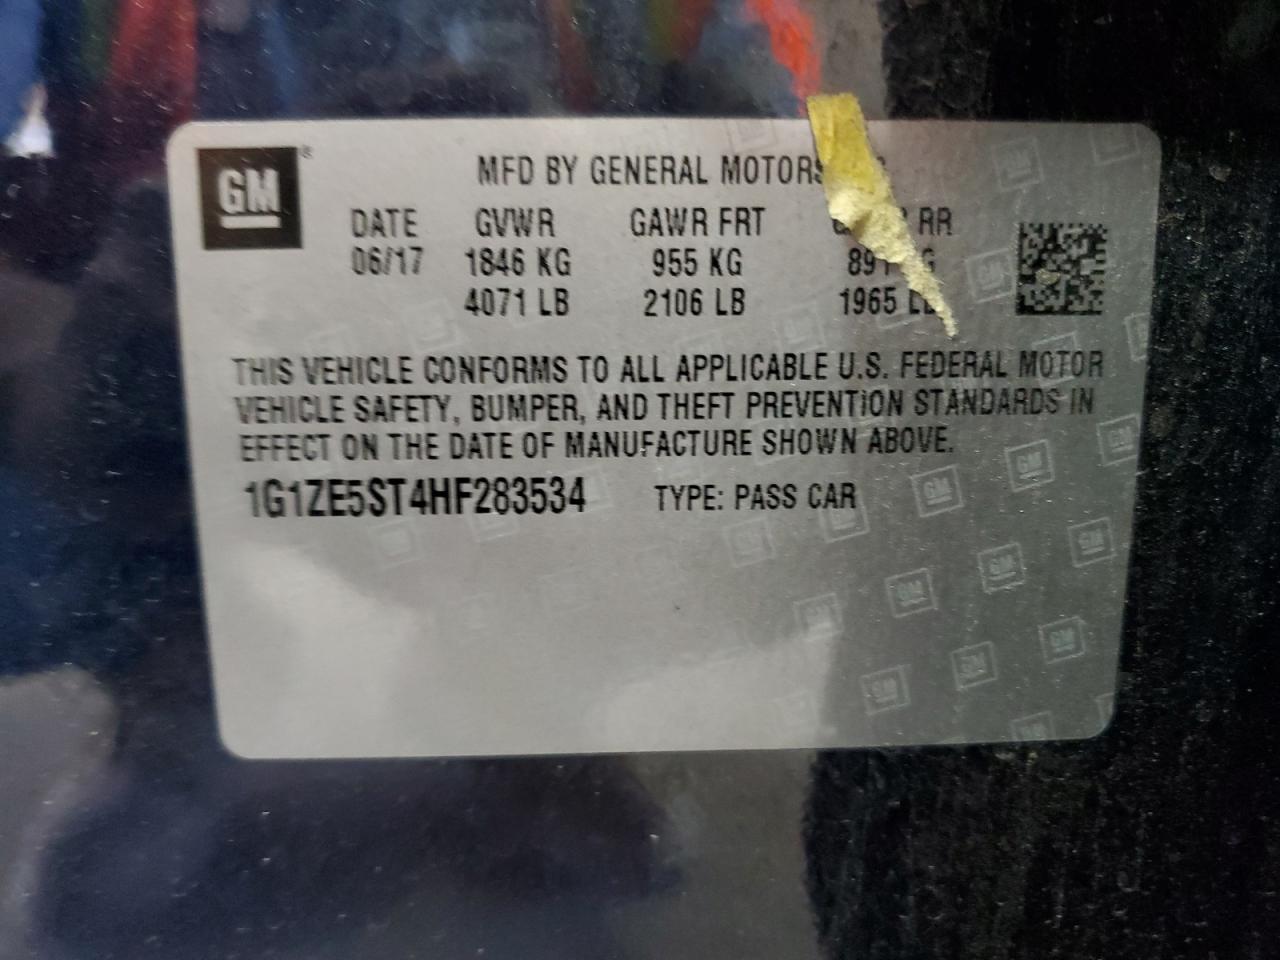 GM
MFD BY GENERAL MOTORS
DATE GVWR GAWR FRT RR
06/17 1846 KG 955 KG
4071 LB 2106 LB 1965 LB
THIS VEHICLE CONFORMS TO ALL APPLICABLE U.S. FEDERAL MOTOR
VEHICLE SAFETY, BUMPER, AND THEFT PREVENTION STANDARDS IN
EFFECT ON THE DATE OF MANUFACTURE SHOWN ABOVE.
1G1ZE5ST4HF283534 TYPE: PASS CAR